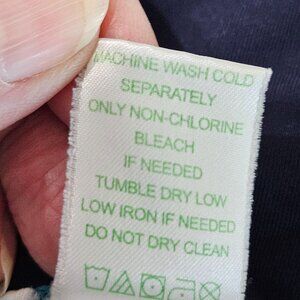 MACHINE WASH COLD
SEPARATELY
ONLY NON-CHLORINE
BLEACH
IF NEEDED
TUMBLE DRY LOW
LOW IRON IF NEEDED
DO NOT DRY CLEAN